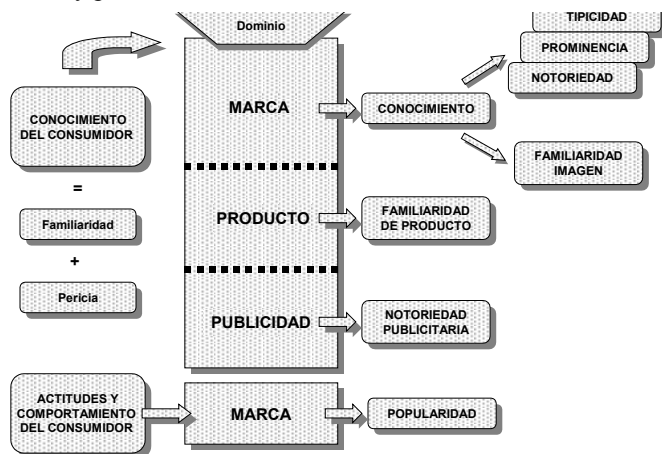 Dominio
TIPICIDAD
PROMINENCIA
NOTORIEDAD
CONOCIMIENTO
DEL CONSUMIDOR
MARCA
CONOCIMIENTO
FAMILIARIDAD
IMAGEN
=
Familiaridad
+
Pericia
PRODUCTO
FAMILIARIDAD
DE PRODUCTO
PUBLICIDAD
NOTORIEDAD
PUBLICITARIA
ACTITUDES Y
COMPORTAMIENTO
DEL CONSUMIDOR
MARCA
POPULARIDAD